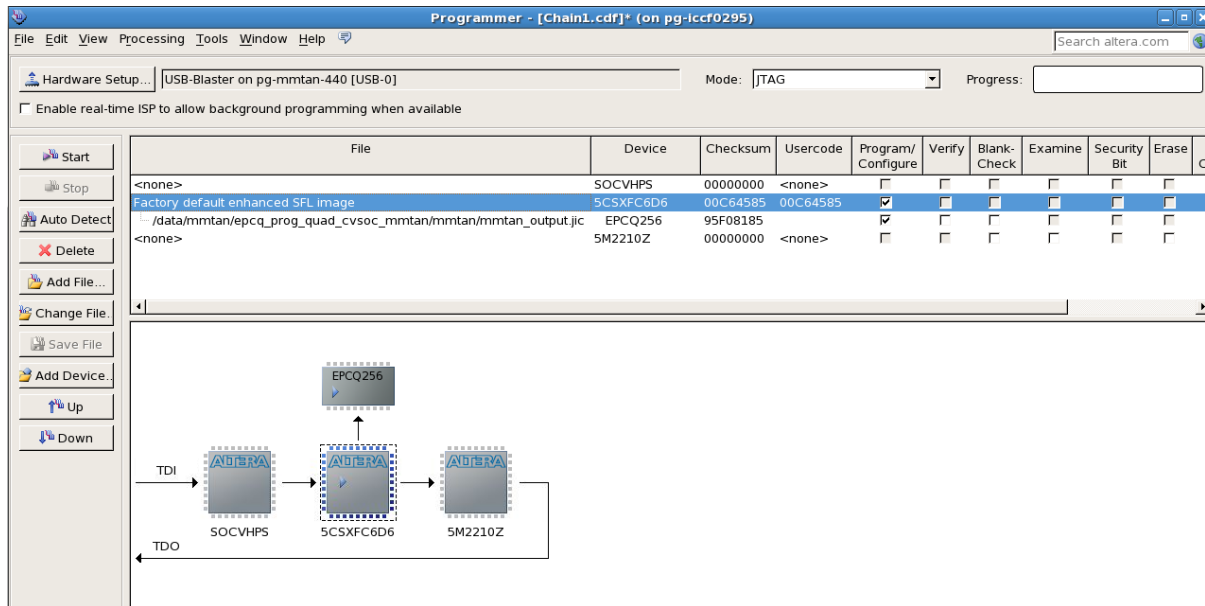 Programmer - [Chain1.cdf]* (on pg-iccf0295)
File Edit View Processing Tools Window Help
Search altera.com
Hardware Setup... USB-Blaster on pg-mmtan-440 [USB-0] Mode: JTAG Progress:
Enable real-time ISP to allow background programming when available
Start
Stop
Auto Detect
Delete
Add File...
Change File.
Save File
Add Device.
Up
Down
File Device Checksum Usercode Program/ Verify Blank- Examine Security Erase
Configure Check Bit
<none> SOCVHPS 00000000 <none>
Factory default enhanced SFL image 5CSXFC6D6 00C64585 00C64585
/data/mmtan/epcq_prog_quad_cvsoc_mmtan/mmtan/mmtan_output.jic EPCQ256 95F08185
<none> 5M2210Z 00000000 <none>
EPCQ256
TDI
ALTERA ALTERA ALTERA
SOCVHPS 5CSXFC6D6 5M2210Z
TDO